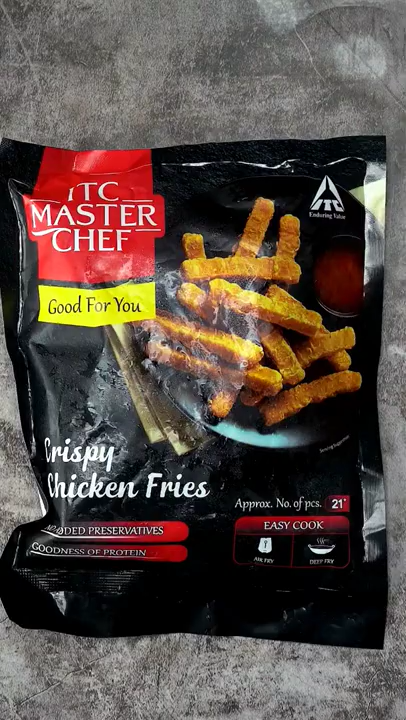 ITC
MASTER
CHEF
Good For You
ITC
Enduring Value
Crispy
Chicken Fries
Approx. No. of pcs. 21*
ADDED PRESERVATIVES
GOODNESS OF PROTEIN
EASY COOK
AIR FRY
DEEP FRY